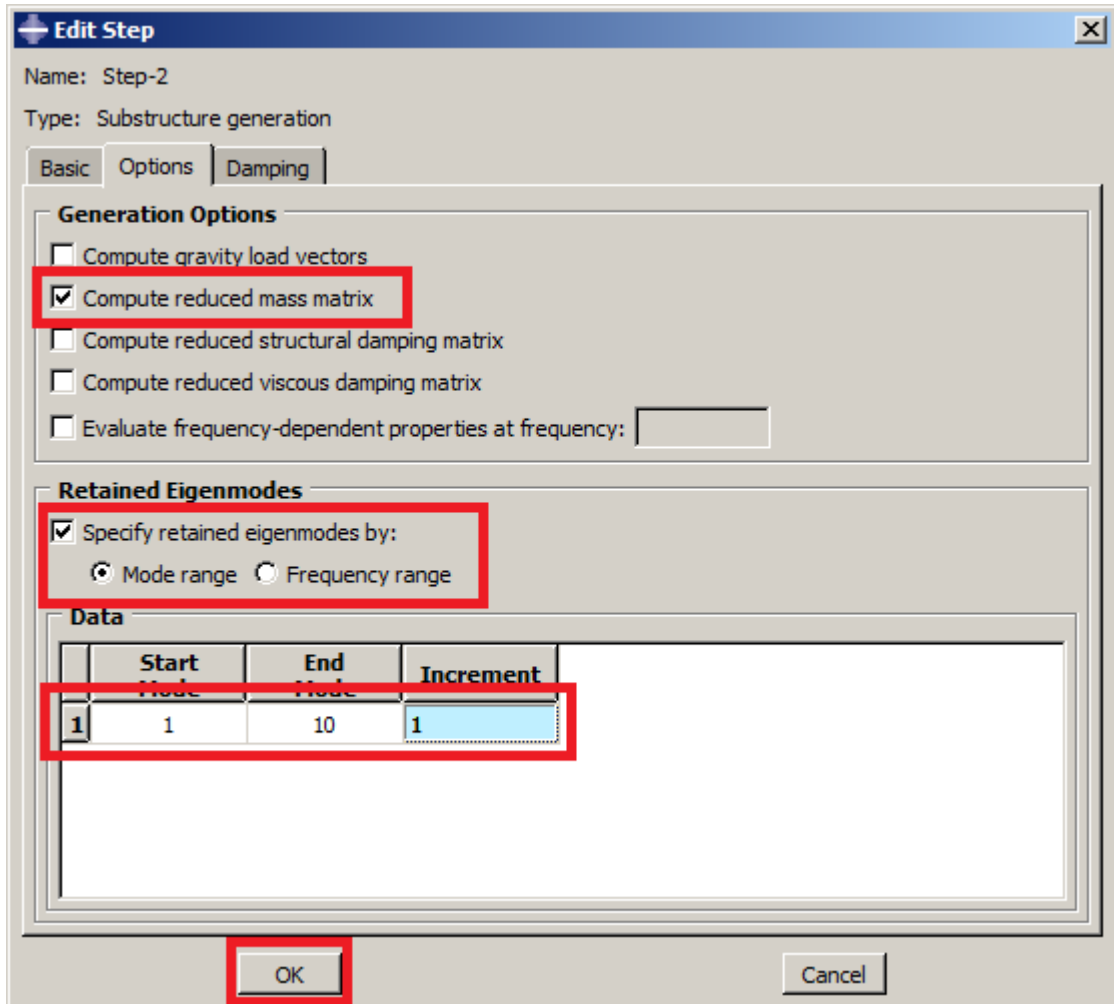 Edit Step
Name: Step-2
Type: Substructure generation
Basic Options Damping
Generation Options
Compute gravity load vectors
Compute reduced mass matrix
Compute reduced structural damping matrix
Compute reduced viscous damping matrix
Evaluate frequency-dependent properties at frequency:
Retained Eigenmodes
Specify retained eigenmodes by:
Mode range Frequency range
Data
Start Mode End Mode Increment
1 1 10 1
OK Cancel